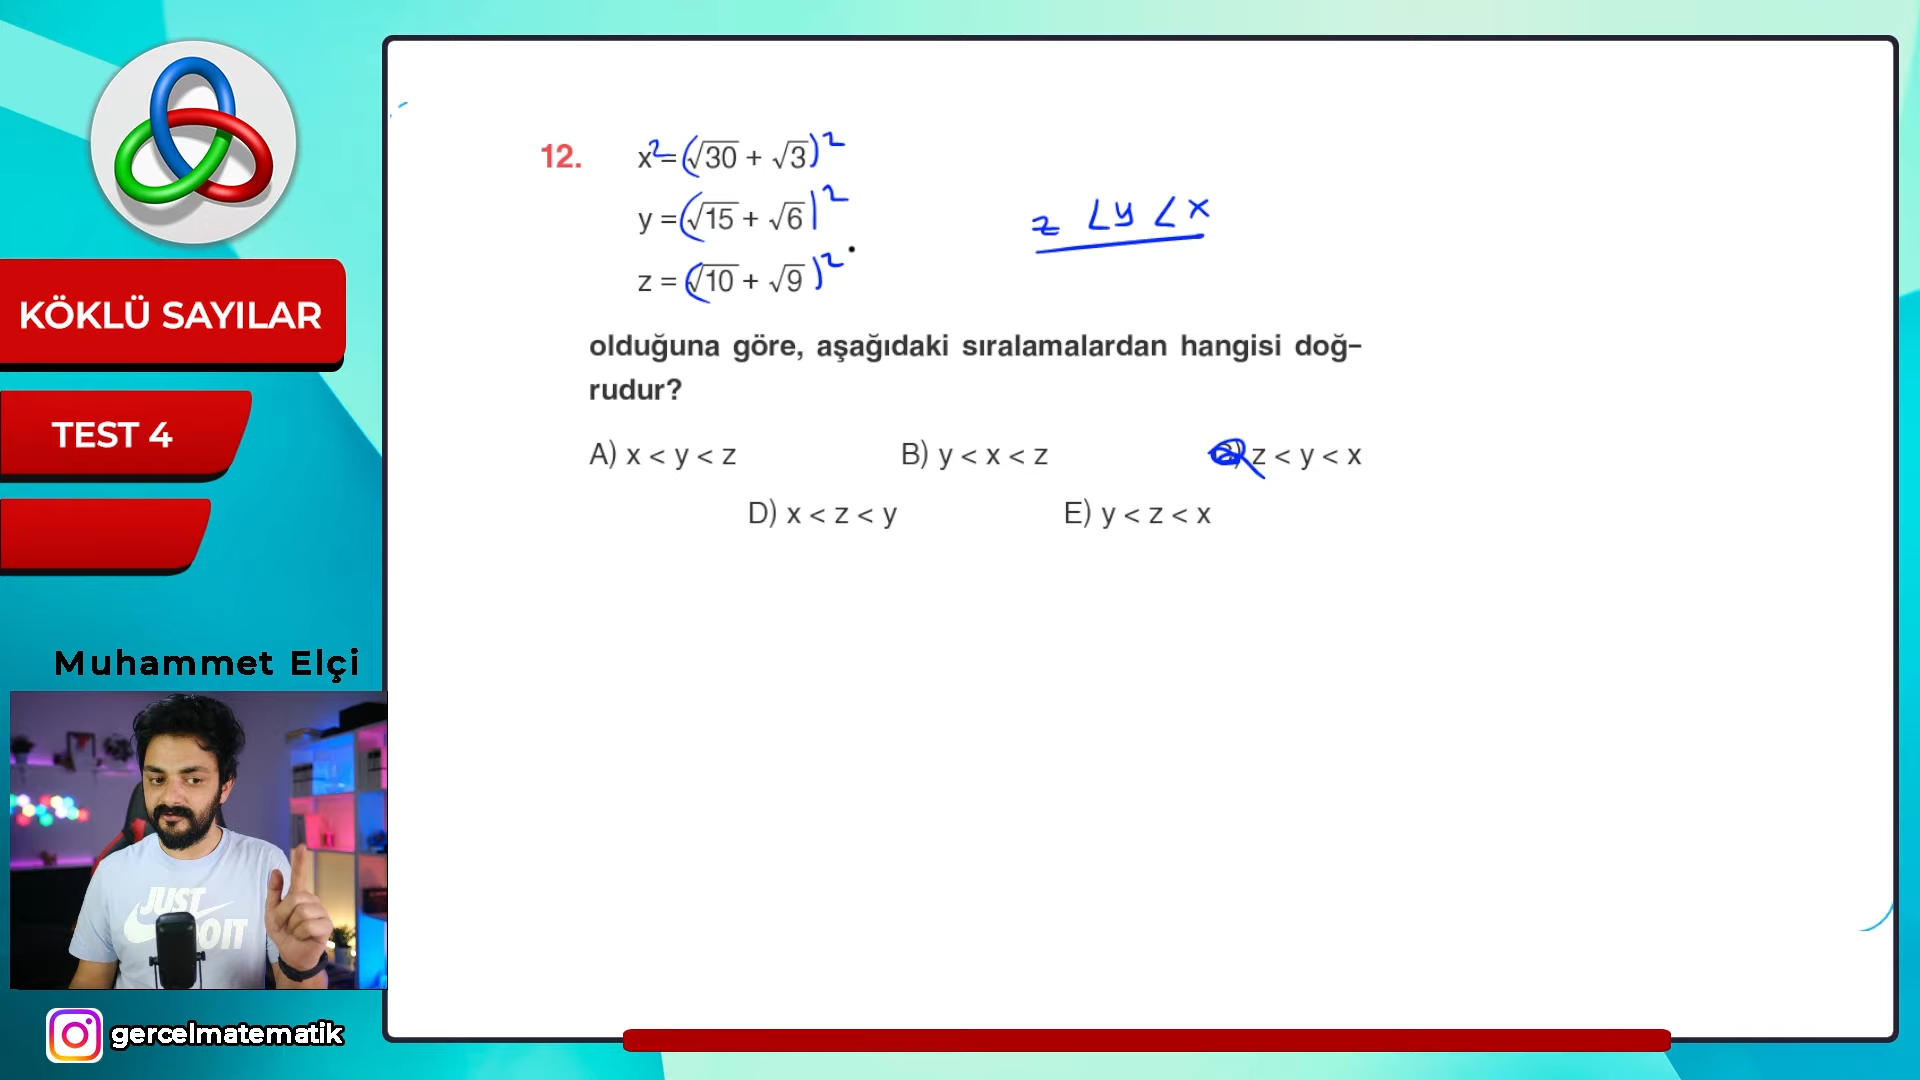 KÖKLÜ SAYILAR
TEST 4
Muhammet Elçi
JUST
DO IT
gercelmatematik
12. x² = (√30 + √3)²
y = (√15 + √6)²
z = (√10 + √9)²
z < y < x
olduğuna göre, aşağıdaki sıralamalardan hangisi doğ-
rudur?
A) x < y < z B) y < x < z C) z < y < x
D) x < z < y E) y < z < x